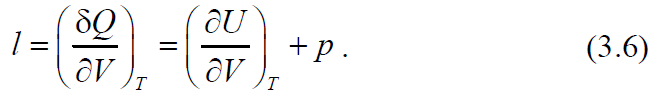 l = (δQ/∂V)_T = (∂U/∂V)_T + p . (3.6)